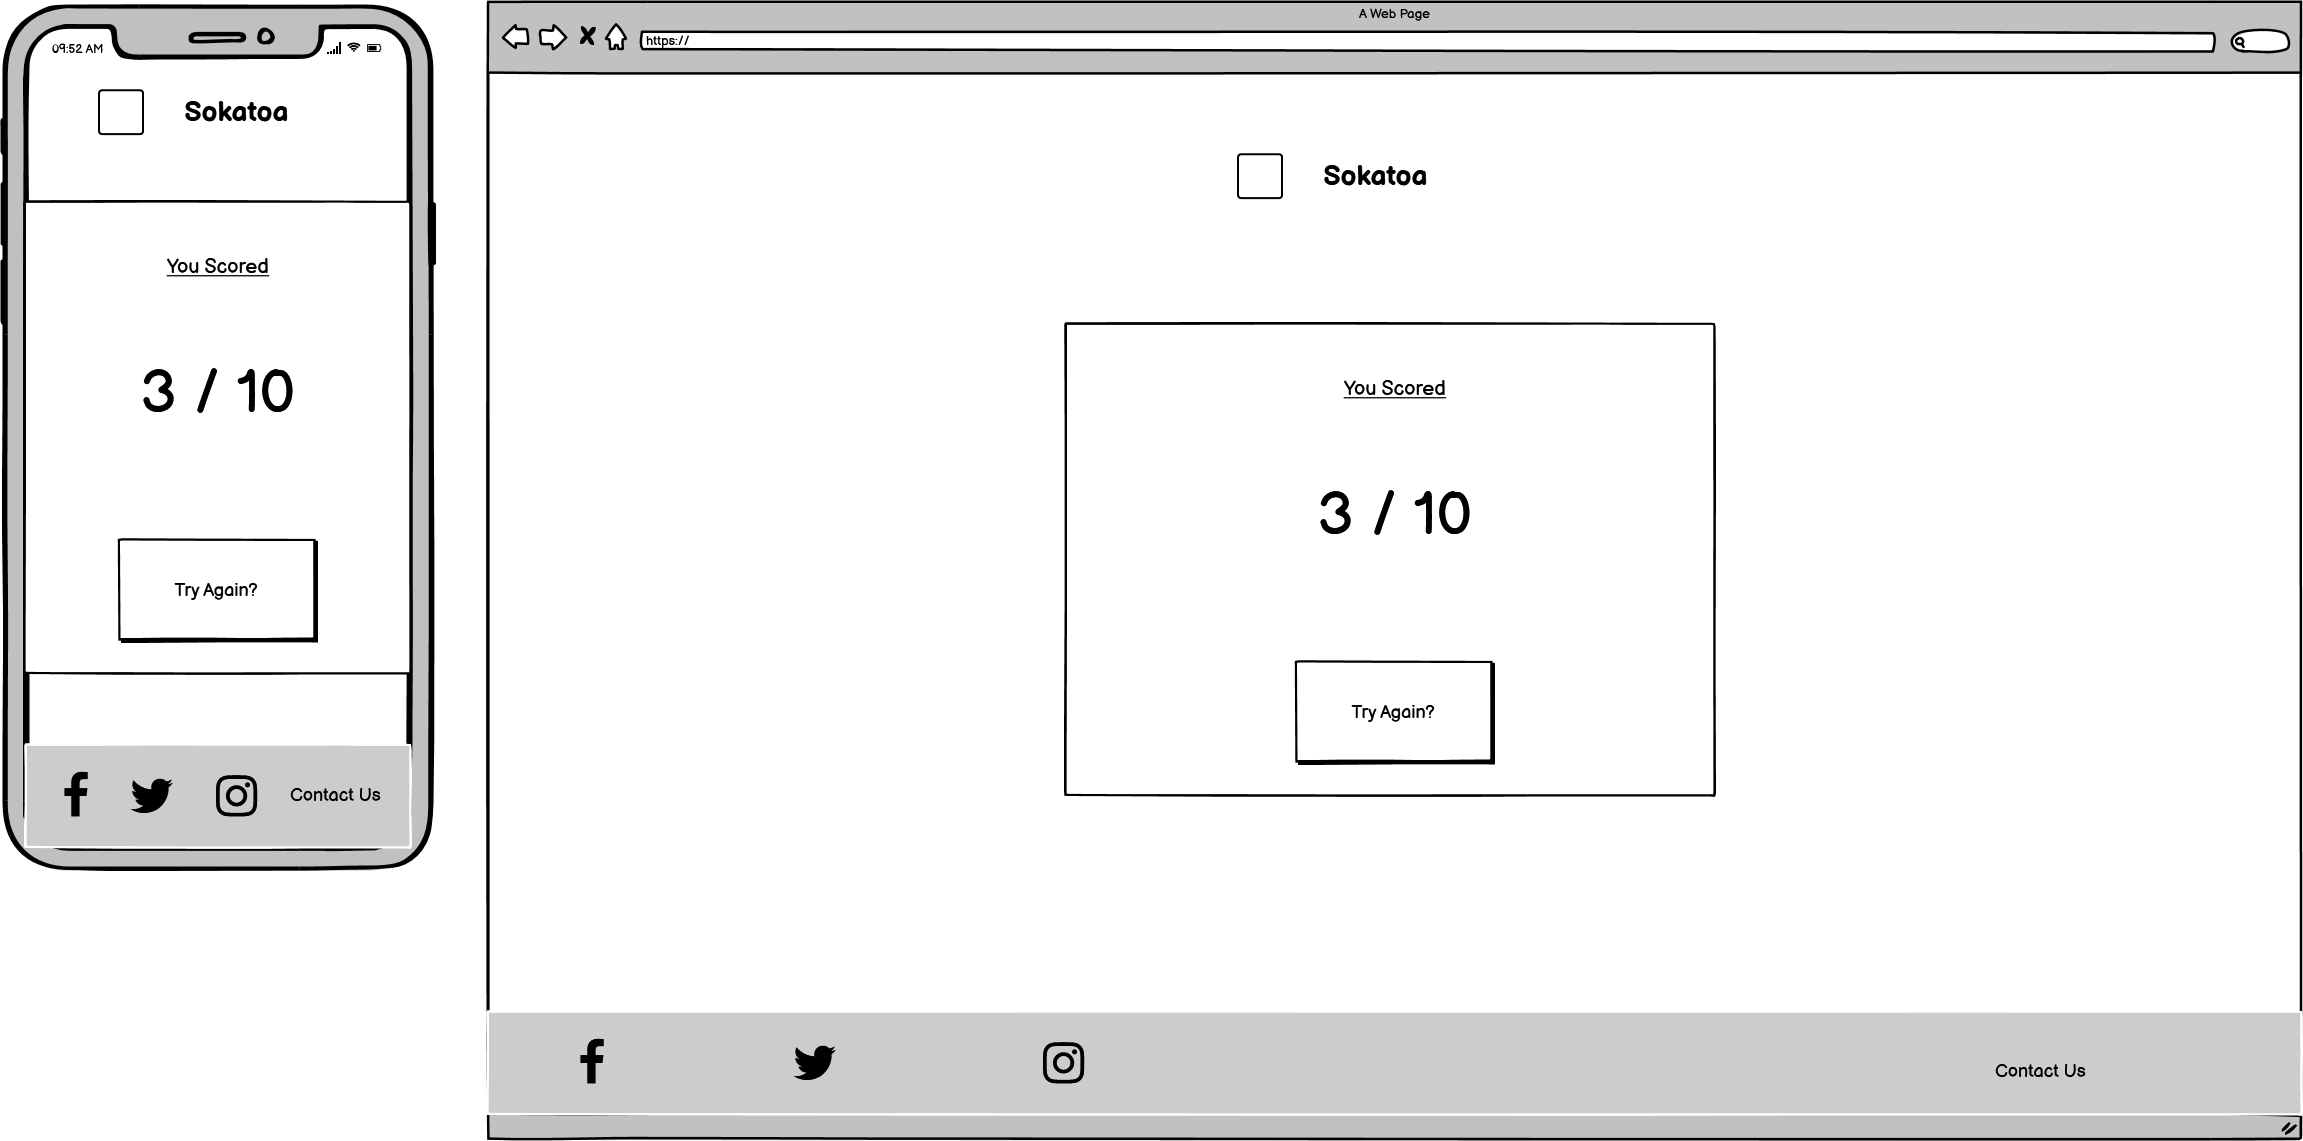 09:52 AM
Sokatoa
You Scored
3 / 10
Try Again?
Contact Us
A Web Page
https://
Sokatoa
You Scored
3 / 10
Try Again?
Contact Us